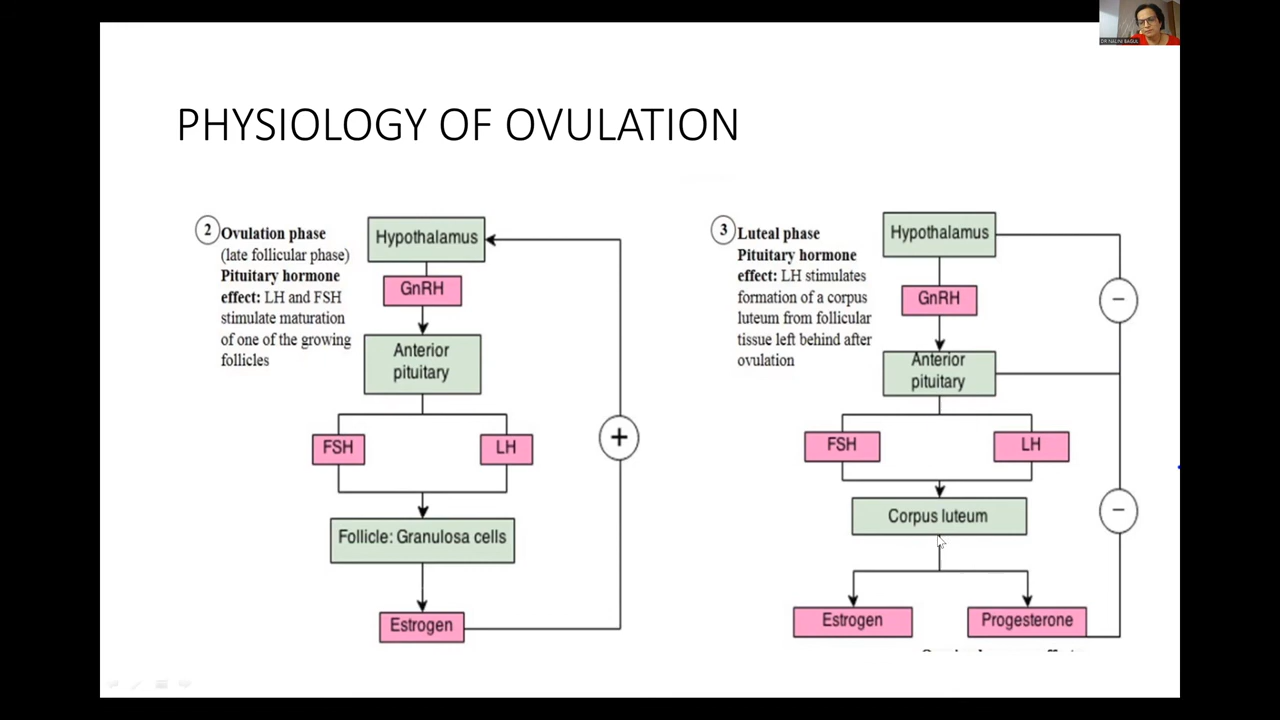 DR NALINI BAGUL
PHYSIOLOGY OF OVULATION
2
Ovulation phase
(late follicular phase)
Pituitary hormone
effect: LH and FSH
stimulate maturation
of one of the growing
follicles
Hypothalamus
GnRH
Anterior
pituitary
FSH
LH
+
Follicle: Granulosa cells
Estrogen
3
Luteal phase
Pituitary hormone
effect: LH stimulates
formation of a corpus
luteum from follicular
tissue left behind after
ovulation
Hypothalamus
GnRH
−
Anterior
pituitary
FSH
LH
Corpus luteum
−
Estrogen
Progesterone